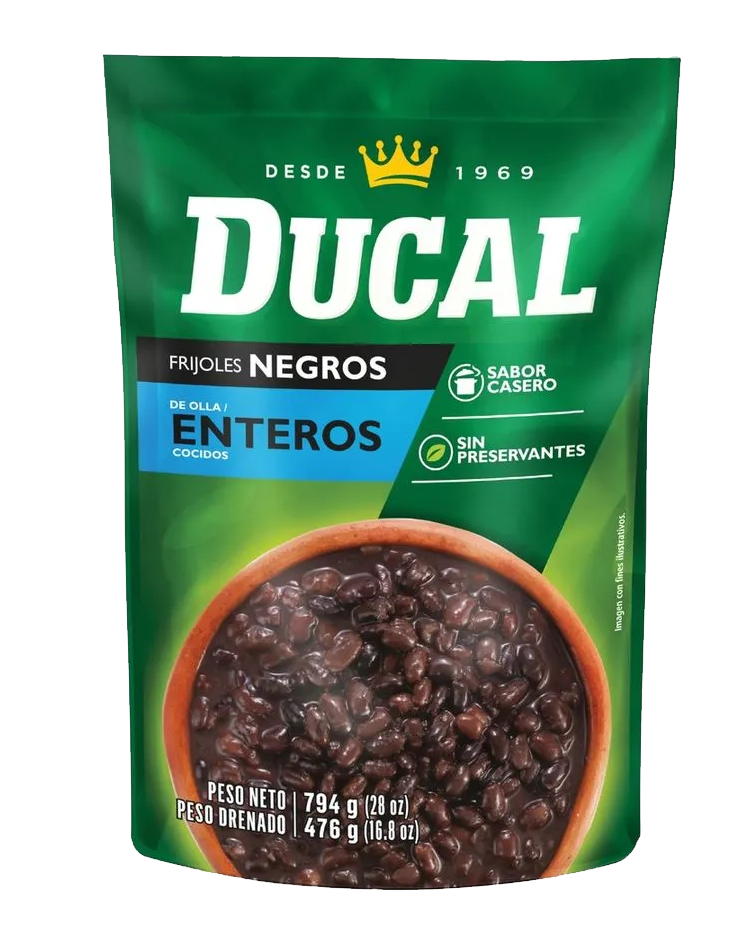 DESDE 1969
DUCAL
FRIJOLES NEGROS
DE OLLA /
ENTEROS
COCIDOS
SABOR
CASERO
SIN
PRESERVANTES
Imagen con fines ilustrativos.
PESO NETO | 794 g (28 oz)
PESO DRENADO | 476 g (16.8 oz)